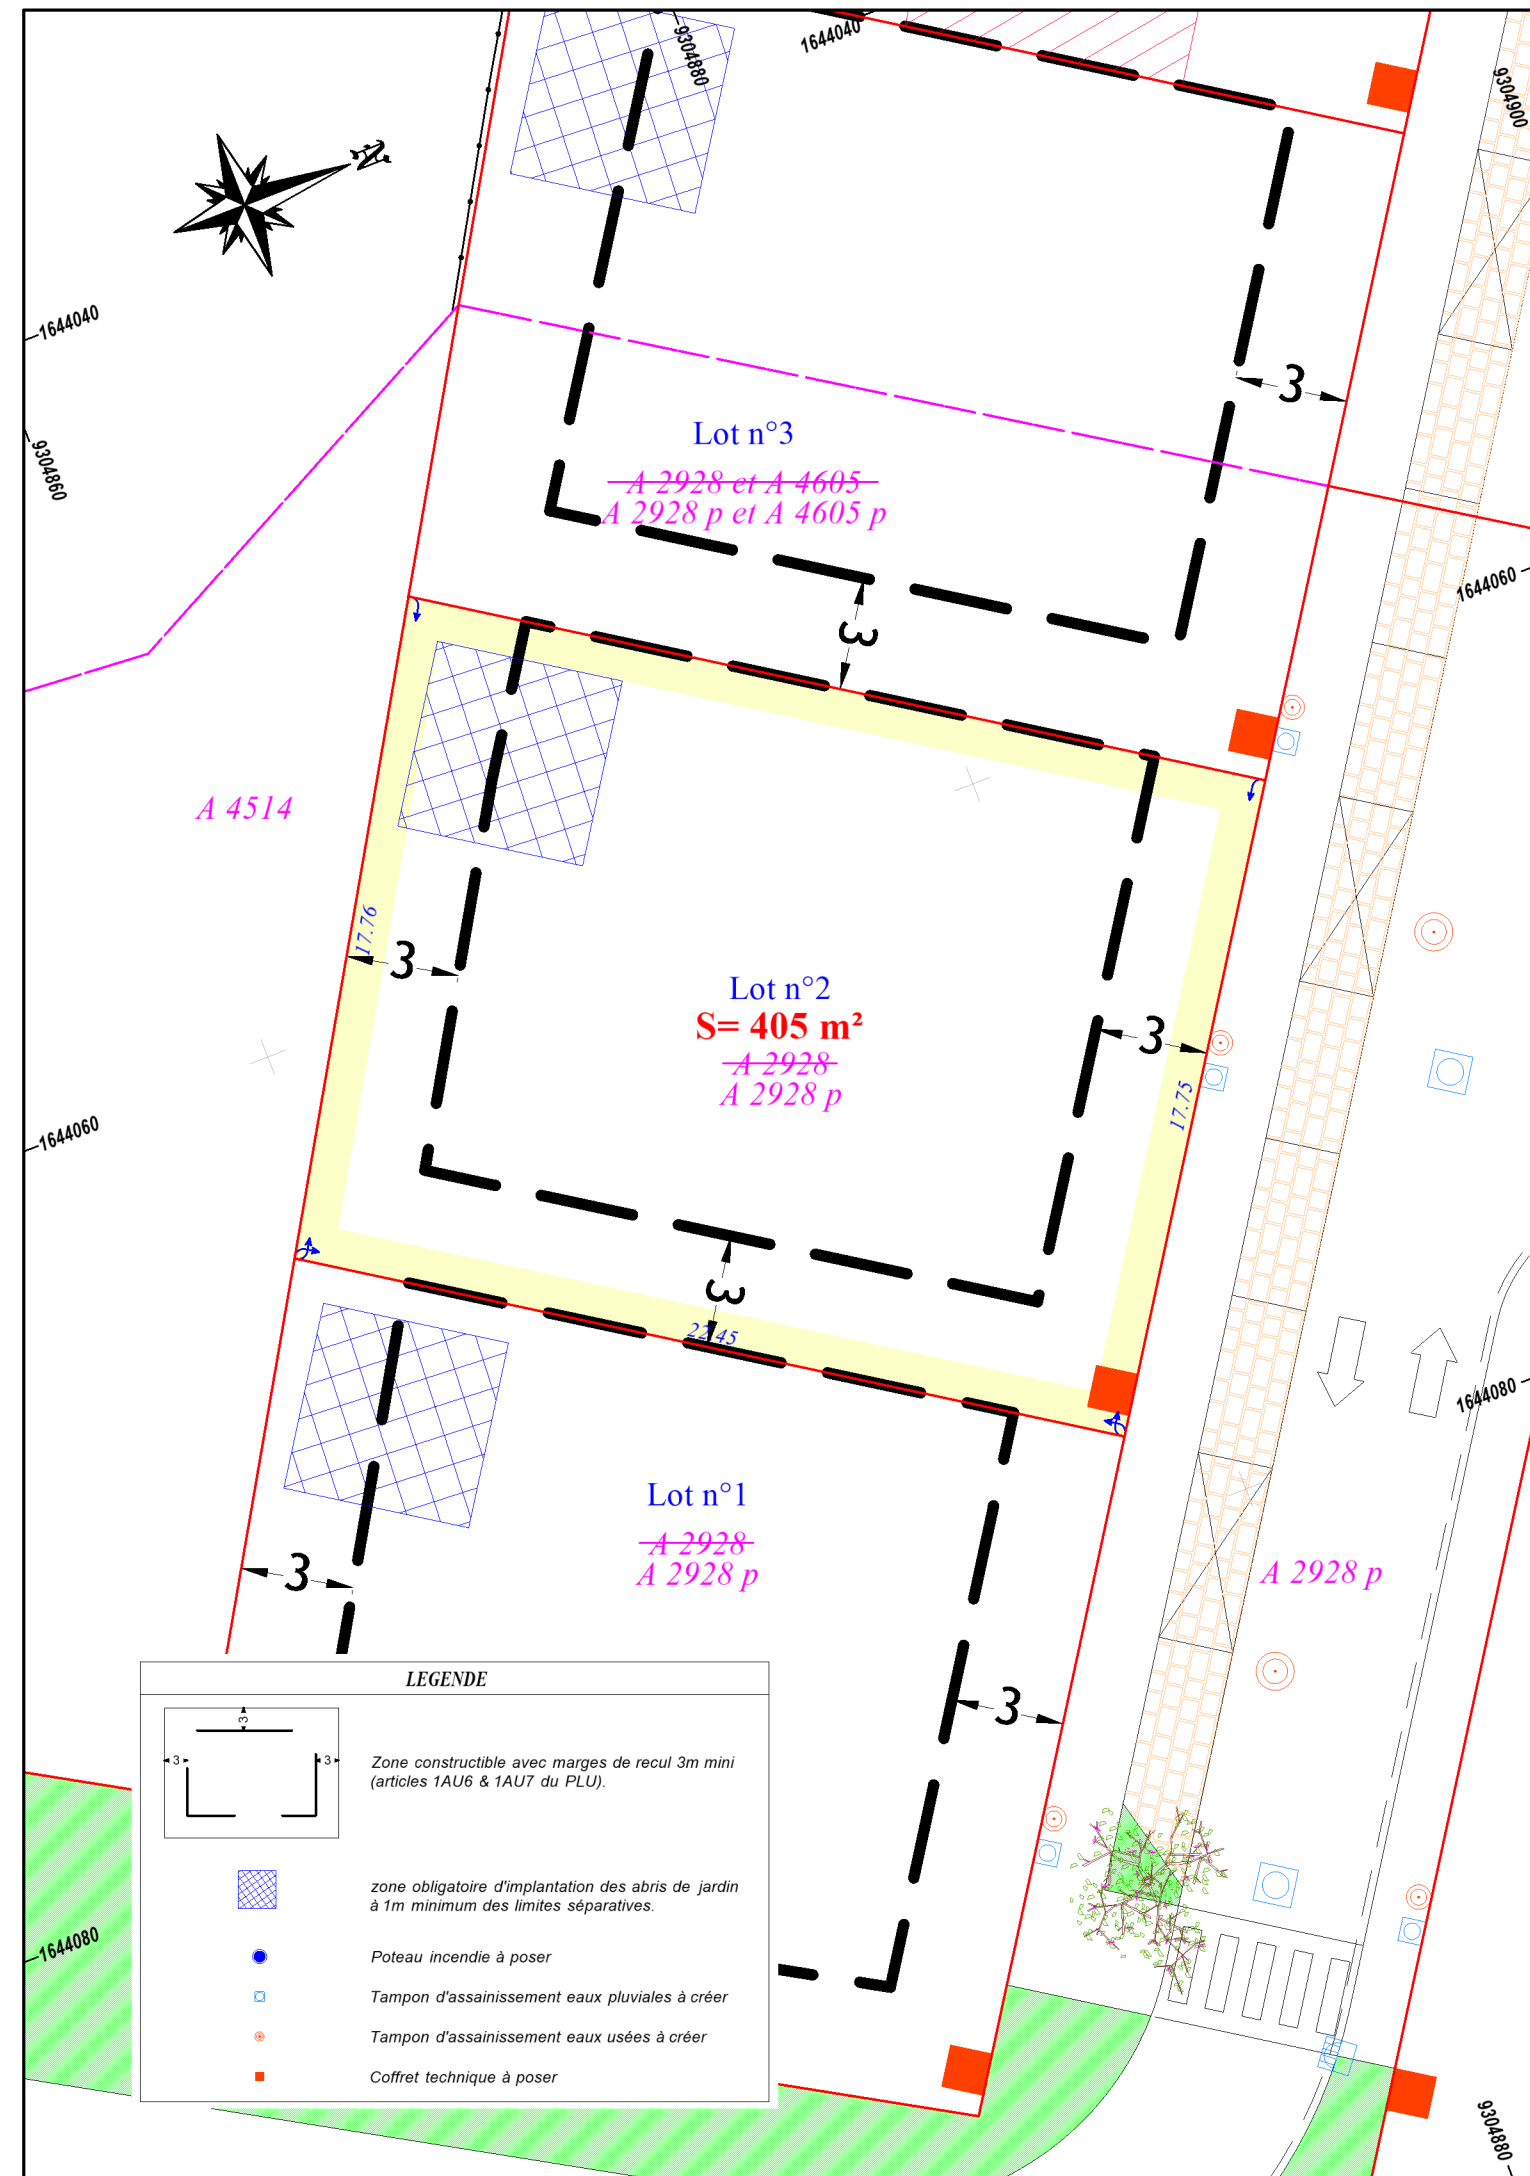 1644040
9304880
9304900
N
1644040
9304860
3
Lot n°3
A 2928 et A 4605
A 2928 p et A 4605 p
1644060
3
A 4514
17.76
3
Lot n°2
S= 405 m²
A 2928
A 2928 p
3
17.75
1644060
3
22.45
1644080
Lot n°1
A 2928
A 2928 p
A 2928 p
3
3
LEGENDE
3
3
3
Zone constructible avec marges de recul 3m mini
(articles 1AU6 & 1AU7 du PLU).
zone obligatoire d'implantation des abris de jardin
à 1m minimum des limites séparatives.
Poteau incendie à poser
Tampon d'assainissement eaux pluviales à créer
Tampon d'assainissement eaux usées à créer
Coffret technique à poser
1644080
9304880